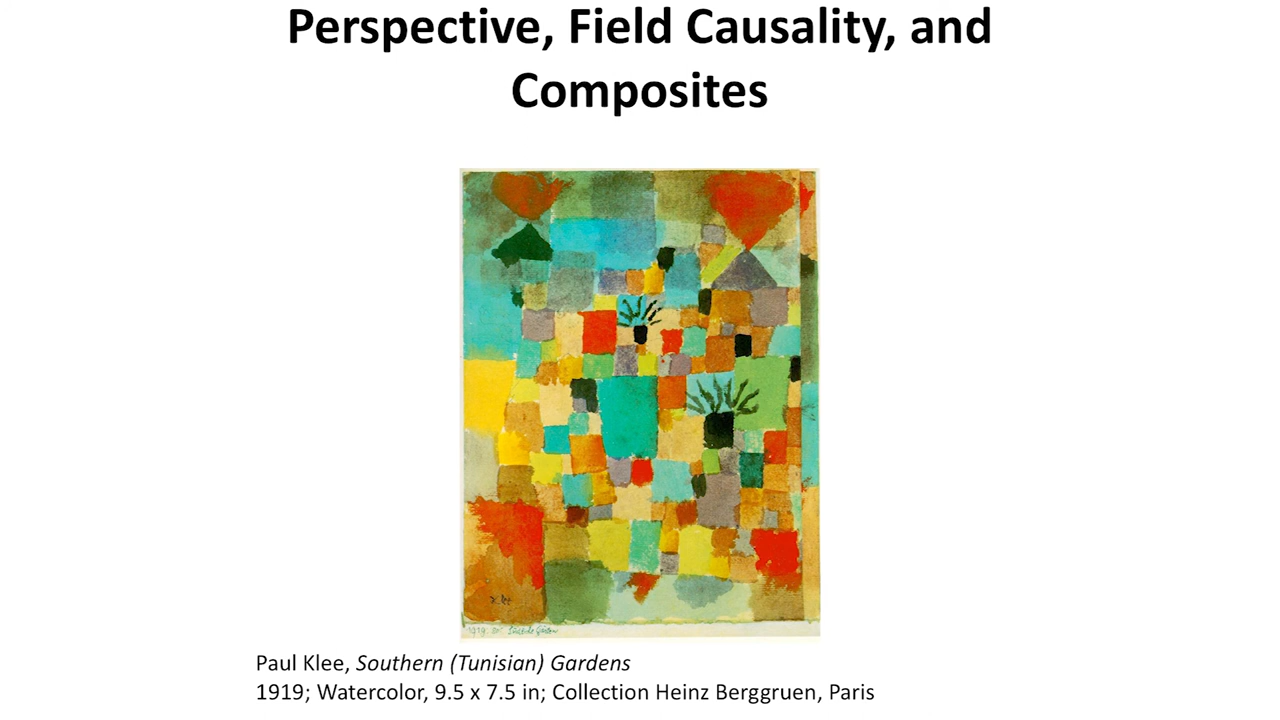 Perspective, Field Causality, and
Composites
1919
Paul Klee, Southern (Tunisian) Gardens
1919; Watercolor, 9.5 x 7.5 in; Collection Heinz Berggruen, Paris